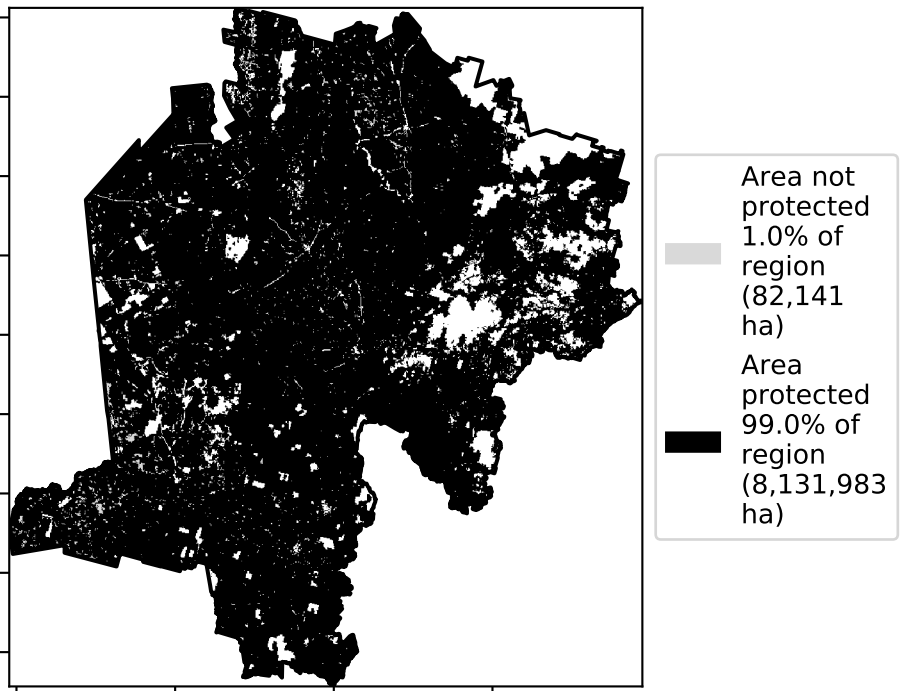 Area not
protected
1.0% of
region
(82,141
ha)
Area
protected
99.0% of
region
(8,131,983
ha)